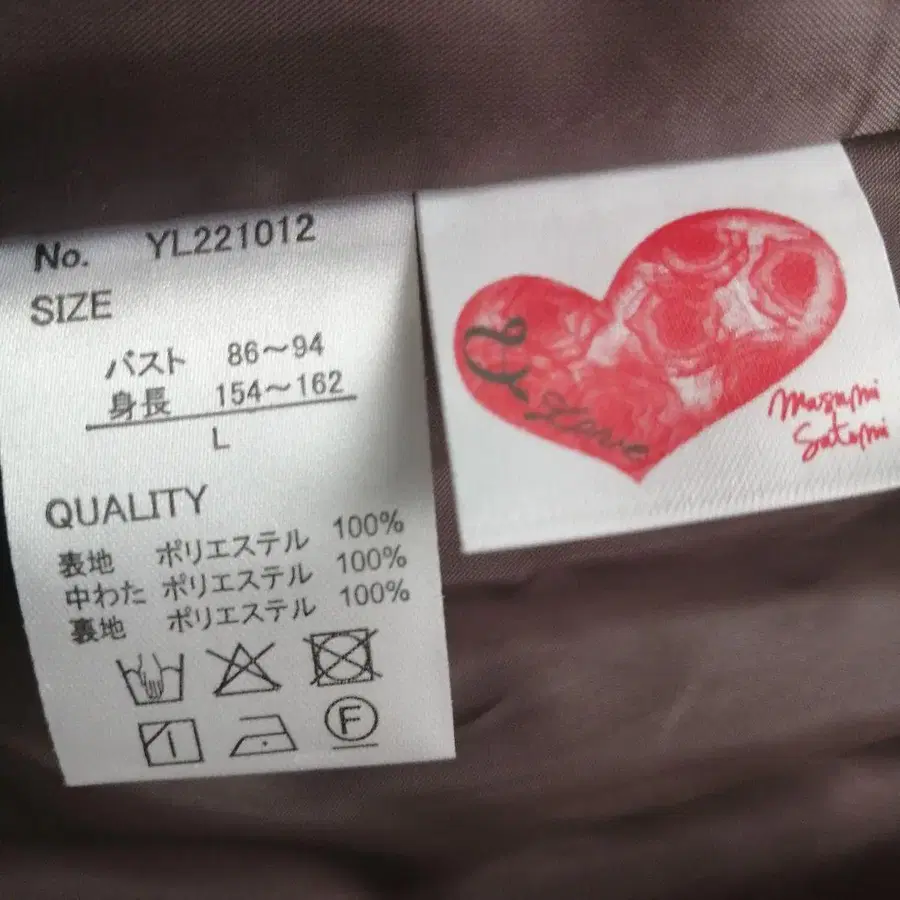 No. YL221012
SIZE
バスト 86～94
身長 154～162
L
QUALITY
表地 ポリエステル 100%
中わた ポリエステル 100%
裏地 ポリエステル 100%
F
Masumi
Satomi